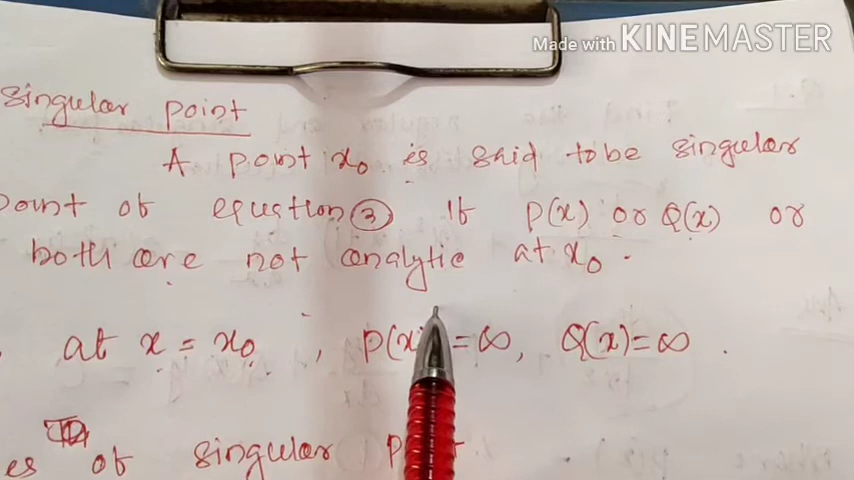 Made with KINEMASTER
Singular point
A point x₀ is said to be singular
point of equation ③ if P(x) or Q(x) or
both are not analytic at x₀.
at x = x₀, P(x) = ∞, Q(x) = ∞.
of singular